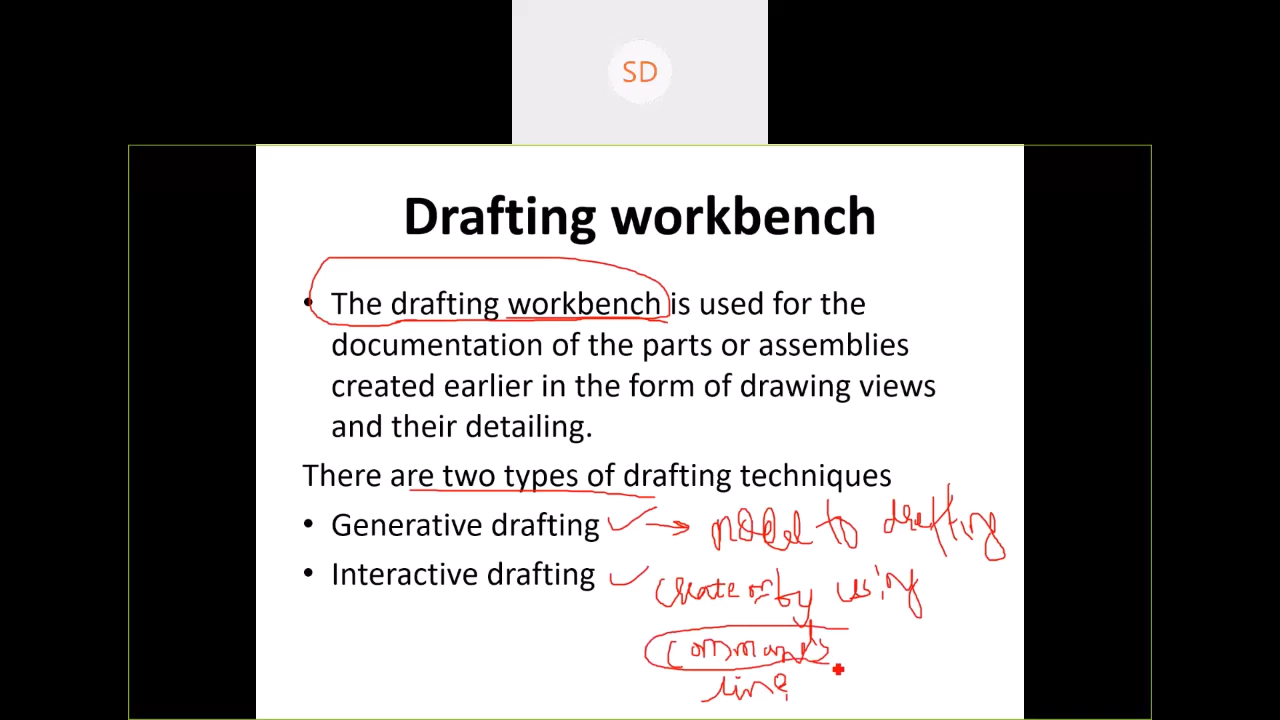 SD
Drafting workbench
• The drafting workbench is used for the
documentation of the parts or assemblies
created earlier in the form of drawing views
and their detailing.
There are two types of drafting techniques
• Generative drafting → model to drafting
• Interactive drafting create by using
commands
line